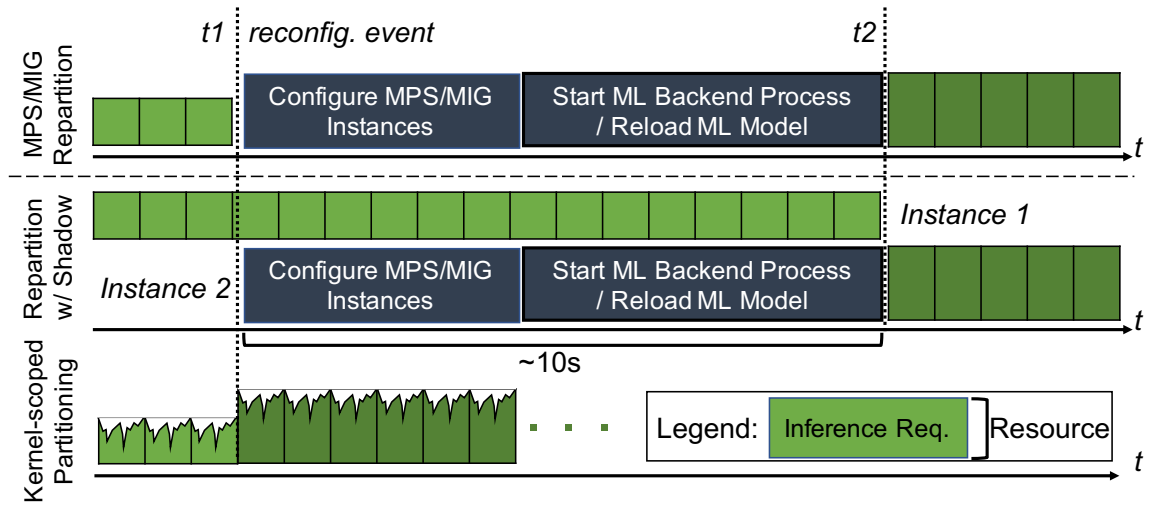 t1 reconfig. event t2
MPS/MIG
Repartition
Configure MPS/MIG
Instances
Start ML Backend Process
/ Reload ML Model
t
Repartition
w/ Shadow
Instance 1
Instance 2
Configure MPS/MIG
Instances
Start ML Backend Process
/ Reload ML Model
t
~10s
Kernel-scoped
Partitioning
Legend: Inference Req. Resource
t